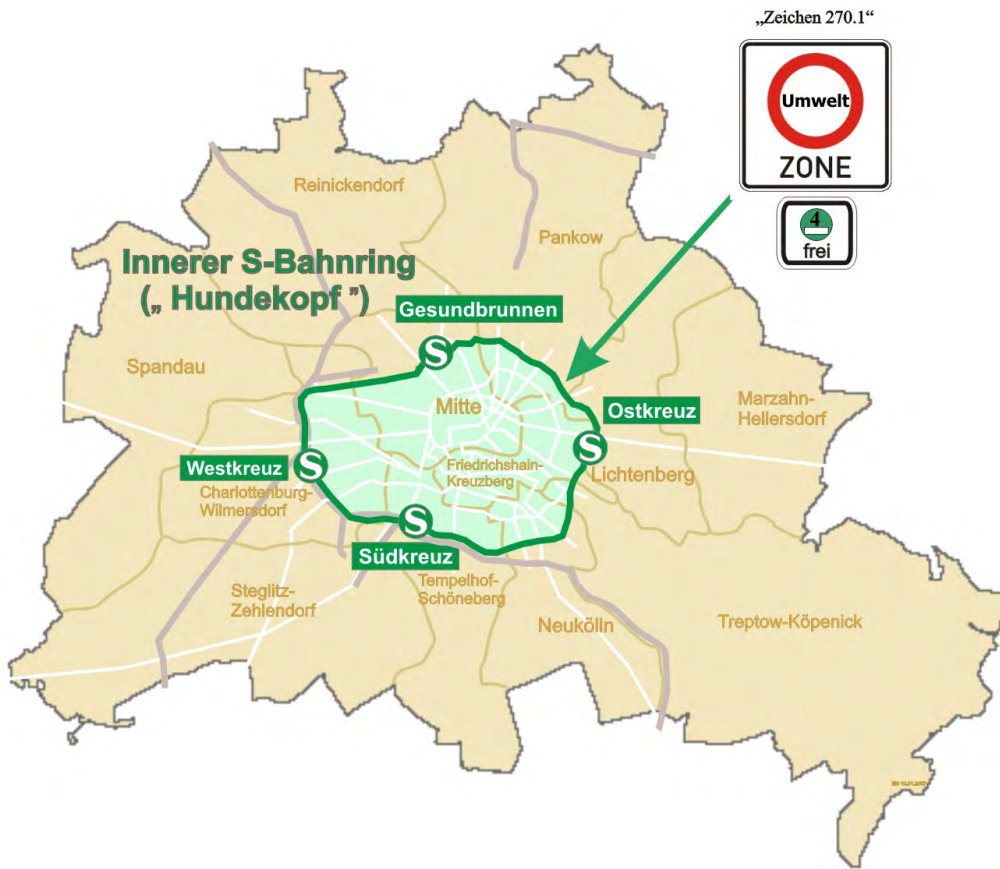 „Zeichen 270.1“
Umwelt
ZONE
4
frei
Reinickendorf
Pankow
Innerer S-Bahnring
(„ Hundekopf ”)
Gesundbrunnen
S
Spandau
Mitte
Ostkreuz
Marzahn-
Hellersdorf
S
Westkreuz
S
Friedrichshain-
Kreuzberg
Lichtenberg
Charlottenburg-
Wilmersdorf
S
Südkreuz
Steglitz-
Zehlendorf
Tempelhof-
Schöneberg
Neukölln
Treptow-Köpenick